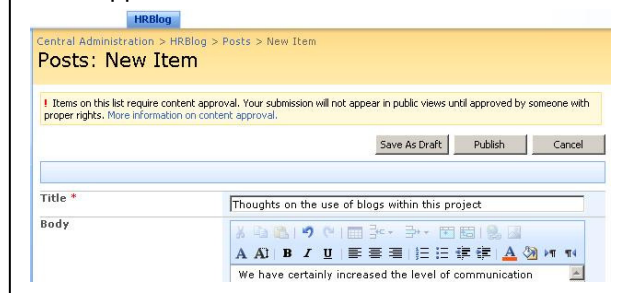 HRBlog
Central Administration > HRBlog > Posts > New Item
Posts: New Item
! Items on this list require content approval. Your submission will not appear in public views until approved by someone with
proper rights. More information on content approval.
Save As Draft Publish Cancel
Title *
Thoughts on the use of blogs within this project
Body
A A B I U A
We have certainly increased the level of communication